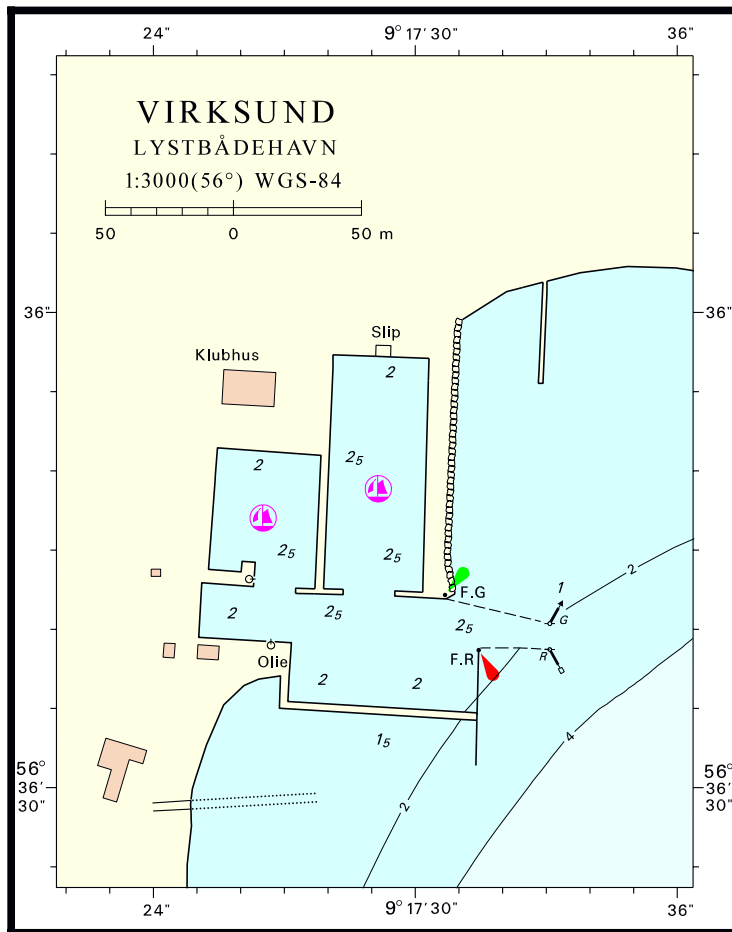 24" 9° 17'30" 36"
VIRKSUND
LYSTBÅDEHAVN
1:3000(56°) WGS-84
50 0 50 m
36" 36"
Slip
Klubhus
2
2
2₅
2₅
2₅
F.G
1
2
2
2₅
2₅
G
Olie
F.R
R
2
2
1₅
4
56° 36' 30"
56° 36' 30"
2
24" 9° 17'30" 36"